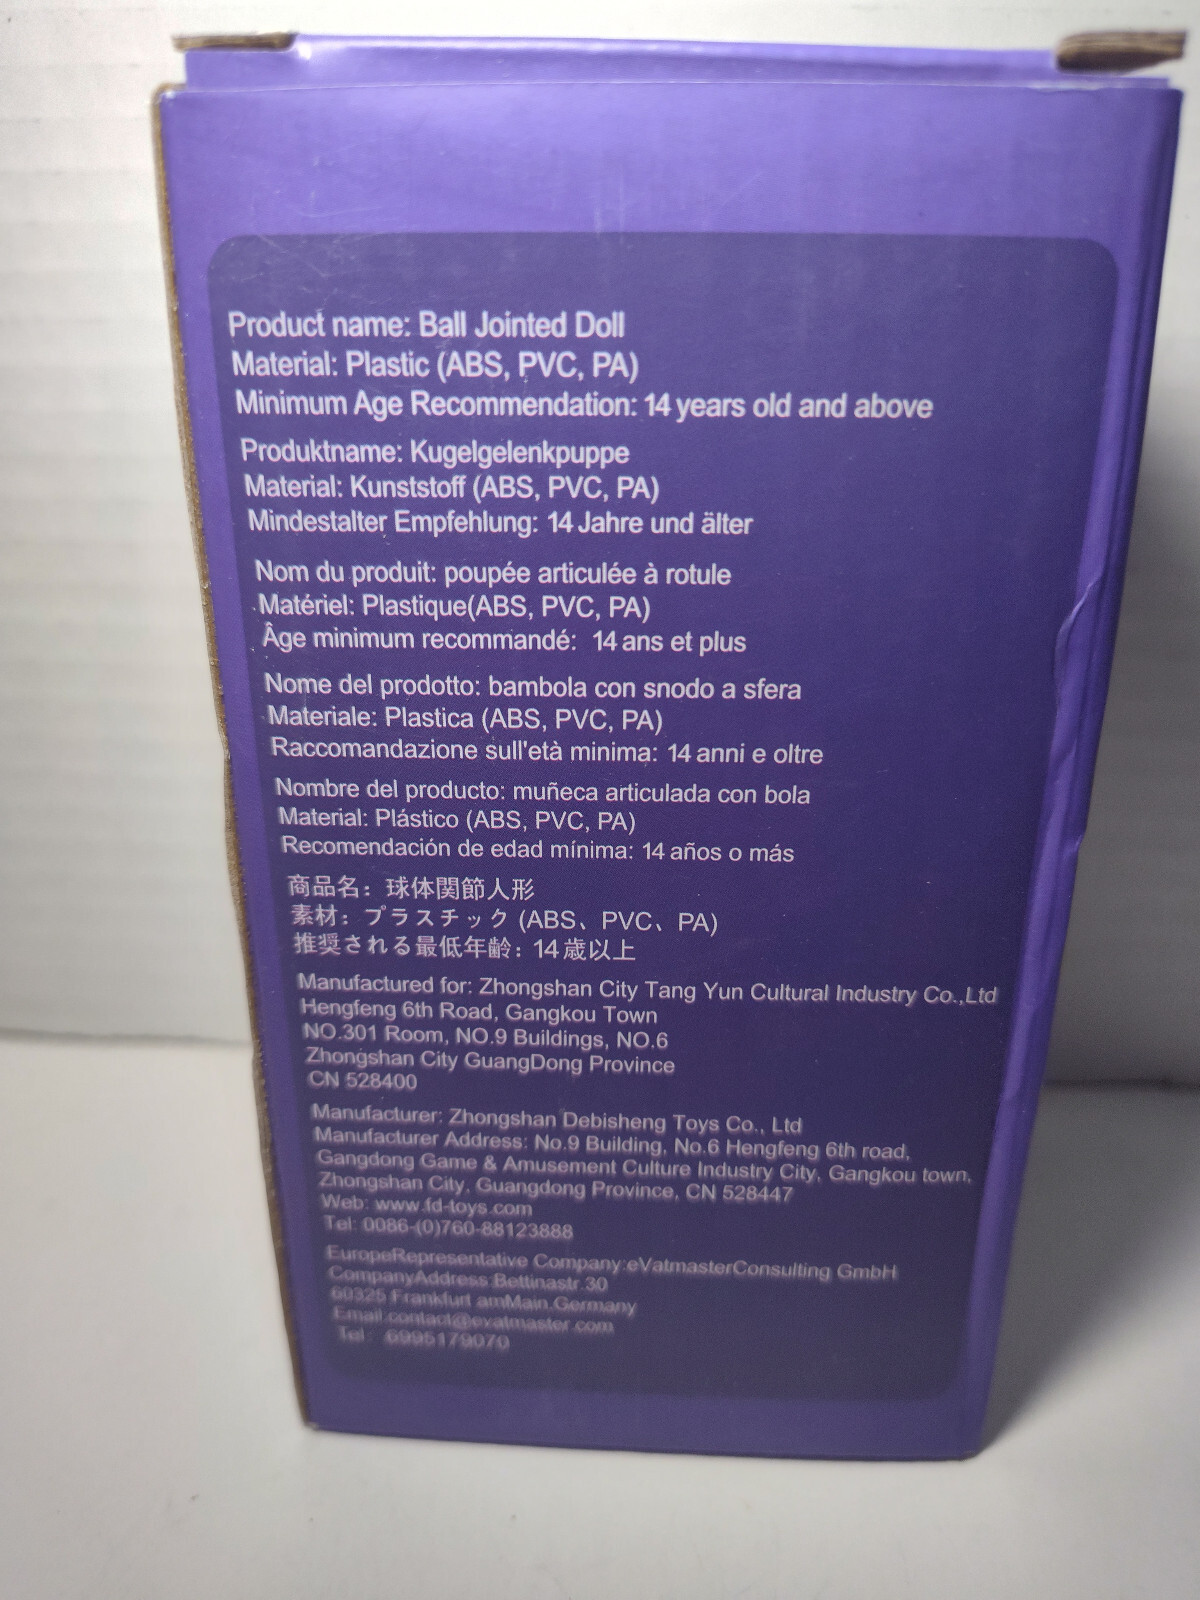 Product name: Ball Jointed Doll
Material: Plastic (ABS, PVC, PA)
Minimum Age Recommendation: 14 years old and above
Produktname: Kugelgelenkpuppe
Material: Kunststoff (ABS, PVC, PA)
Mindestalter Empfehlung: 14 Jahre und älter
Nom du produit: poupée articulée à rotule
Matériel: Plastique(ABS, PVC, PA)
Âge minimum recommandé: 14 ans et plus
Nome del prodotto: bambola con snodo a sfera
Materiale: Plastica (ABS, PVC, PA)
Raccomandazione sull'età minima: 14 anni e oltre
Nombre del producto: muñeca articulada con bola
Material: Plástico (ABS, PVC, PA)
Recomendación de edad mínima: 14 años o más
商品名：球体関節人形
素材：プラスチック (ABS、PVC、PA)
推奨される最低年齢：14歳以上
Manufactured for: Zhongshan City Tang Yun Cultural Industry Co.,Ltd
Hengfeng 6th Road, Gangkou Town
NO.301 Room, NO.9 Buildings, NO.6
Zhongshan City GuangDong Province
CN 528400
Manufacturer: Zhongshan Debisheng Toys Co., Ltd
Manufacturer Address: No.9 Building, No.6 Hengfeng 6th road,
Gangdong Game & Amusement Culture Industry City, Gangkou town,
Zhongshan City, Guangdong Province, CN 528447
Web: www.fd-toys.com
Tel: 0086-(0)760-88123888
EuropeRepresentative Company:eVatmasterConsulting GmbH
CompanyAddress:Bettinastr.30
60325 Frankfurt amMain,Germany
Email:contact@evatmaster.com
Tel: 6995179070